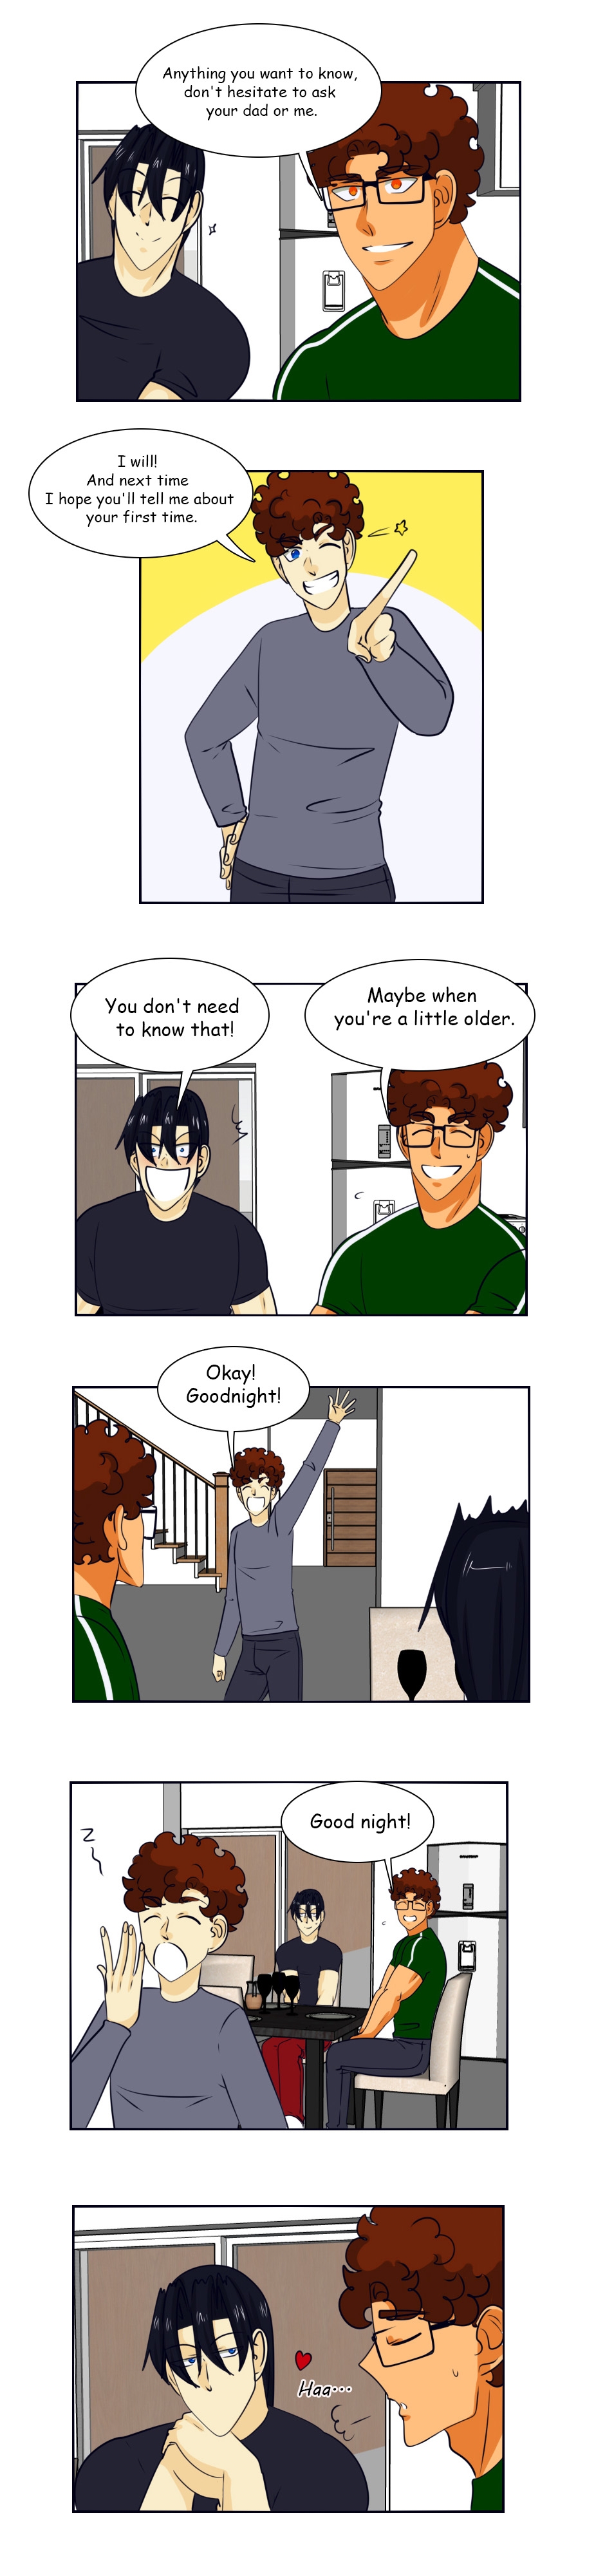 Anything you want to know,
don't hesitate to ask
your dad or me.
I will!
And next time
I hope you'll tell me about
your first time.
You don't need
to know that!
Maybe when
you're a little older.
Okay!
Goodnight!
Z
Good night!
Haa...